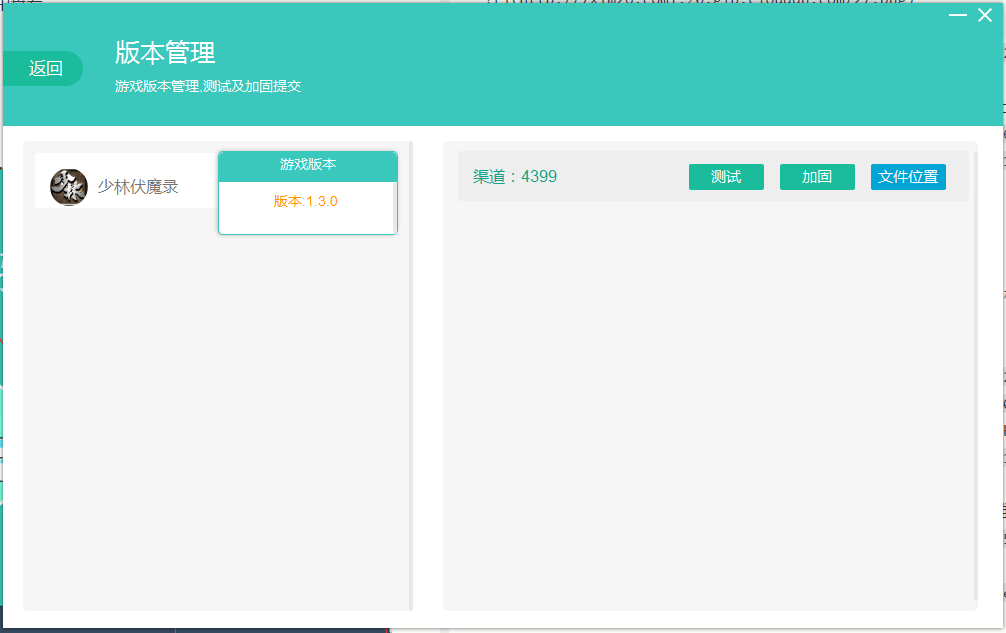 版本管理
返回
游戏版本管理,测试及加固提交
游戏版本
少林伏魔录
版本:1.3.0
渠道：4399
测试
加固
文件位置